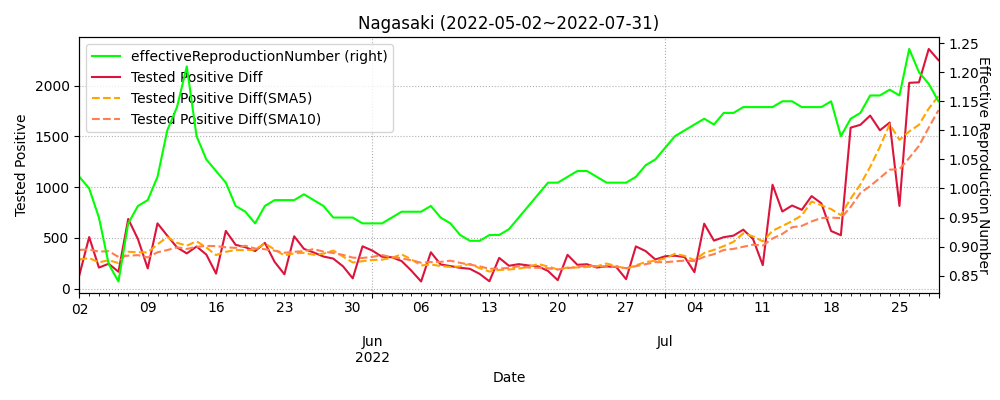 Nagasaki (2022-05-02~2022-07-31)
effectiveReproductionNumber (right)
Tested Positive Diff
Tested Positive Diff(SMA5)
Tested Positive Diff(SMA10)
Tested Positive
2000
1500
1000
500
0
1.25
1.20
1.15
1.10
1.05
1.00
0.95
0.90
0.85
Effective Reproduction Number
02 09 16 23 30 06 13 20 27 04 11 18 25
Jun Jul
2022
Date